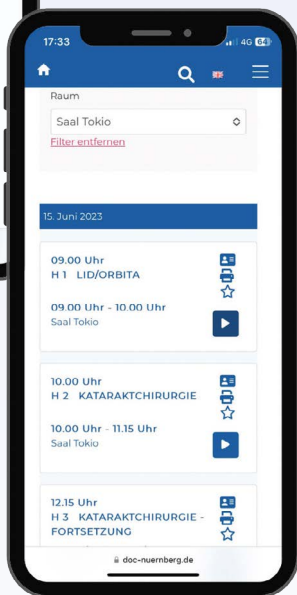 17:33
4G 64
Raum
Saal Tokio
Filter entfernen
15. Juni 2023
09.00 Uhr
H 1 LID/ORBITA
09.00 Uhr - 10.00 Uhr
Saal Tokio
10.00 Uhr
H 2 KATARAKTCHIRURGIE
10.00 Uhr - 11.15 Uhr
Saal Tokio
12.15 Uhr
H 3 KATARAKTCHIRURGIE -
FORTSETZUNG
doc-nuernberg.de